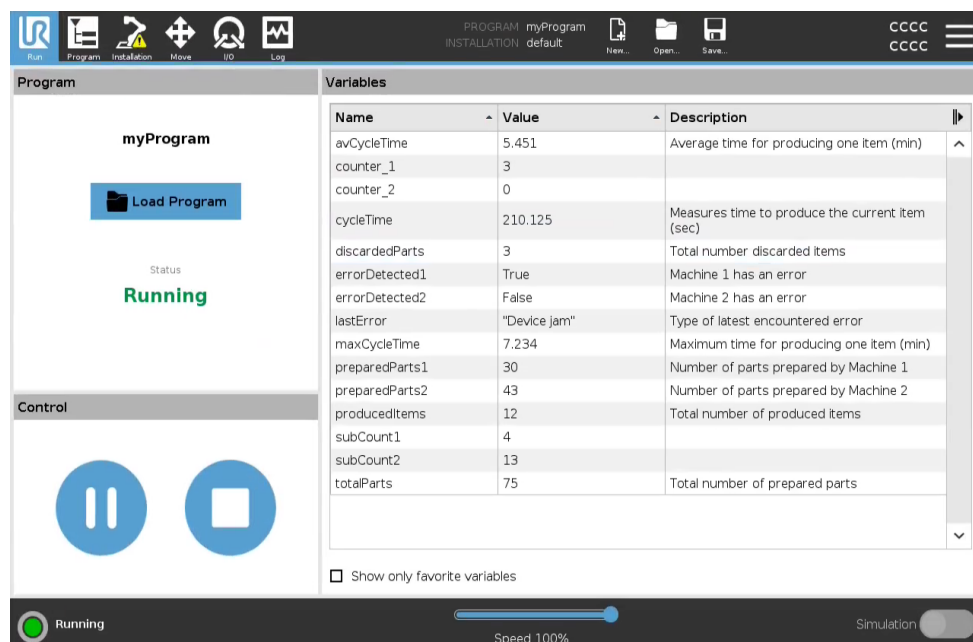 UR
PROGRAM myProgram
INSTALLATION default
CCCC
CCCC
Run Program Installation Move I/O Log New... Open... Save...
Program
myProgram
Load Program
Status
Running
Control
Variables
Name Value Description
avCycleTime 5.451 Average time for producing one item (min)
counter_1 3
counter_2 0
cycleTime 210.125 Measures time to produce the current item
(sec)
discardedParts 3 Total number discarded items
errorDetected1 True Machine 1 has an error
errorDetected2 False Machine 2 has an error
lastError "Device jam" Type of latest encountered error
maxCycleTime 7.234 Maximum time for producing one item (min)
preparedParts1 30 Number of parts prepared by Machine 1
preparedParts2 43 Number of parts prepared by Machine 2
producedItems 12 Total number of produced items
subCount1 4
subCount2 13
totalParts 75 Total number of prepared parts
Show only favorite variables
Running
Speed 100%
Simulation